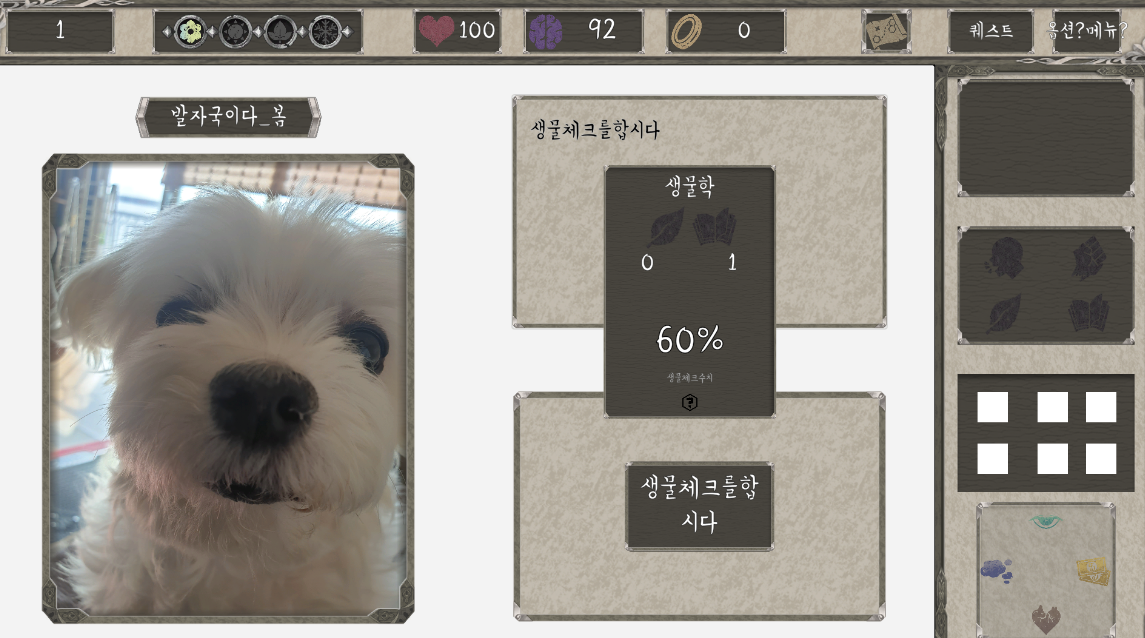 1
100
92
0
퀘스트
옵션?메뉴?
발자국이다_봄
생물체크를합시다
생물학
0 1
60%
생물체크수치
?
생물체크를합
시다